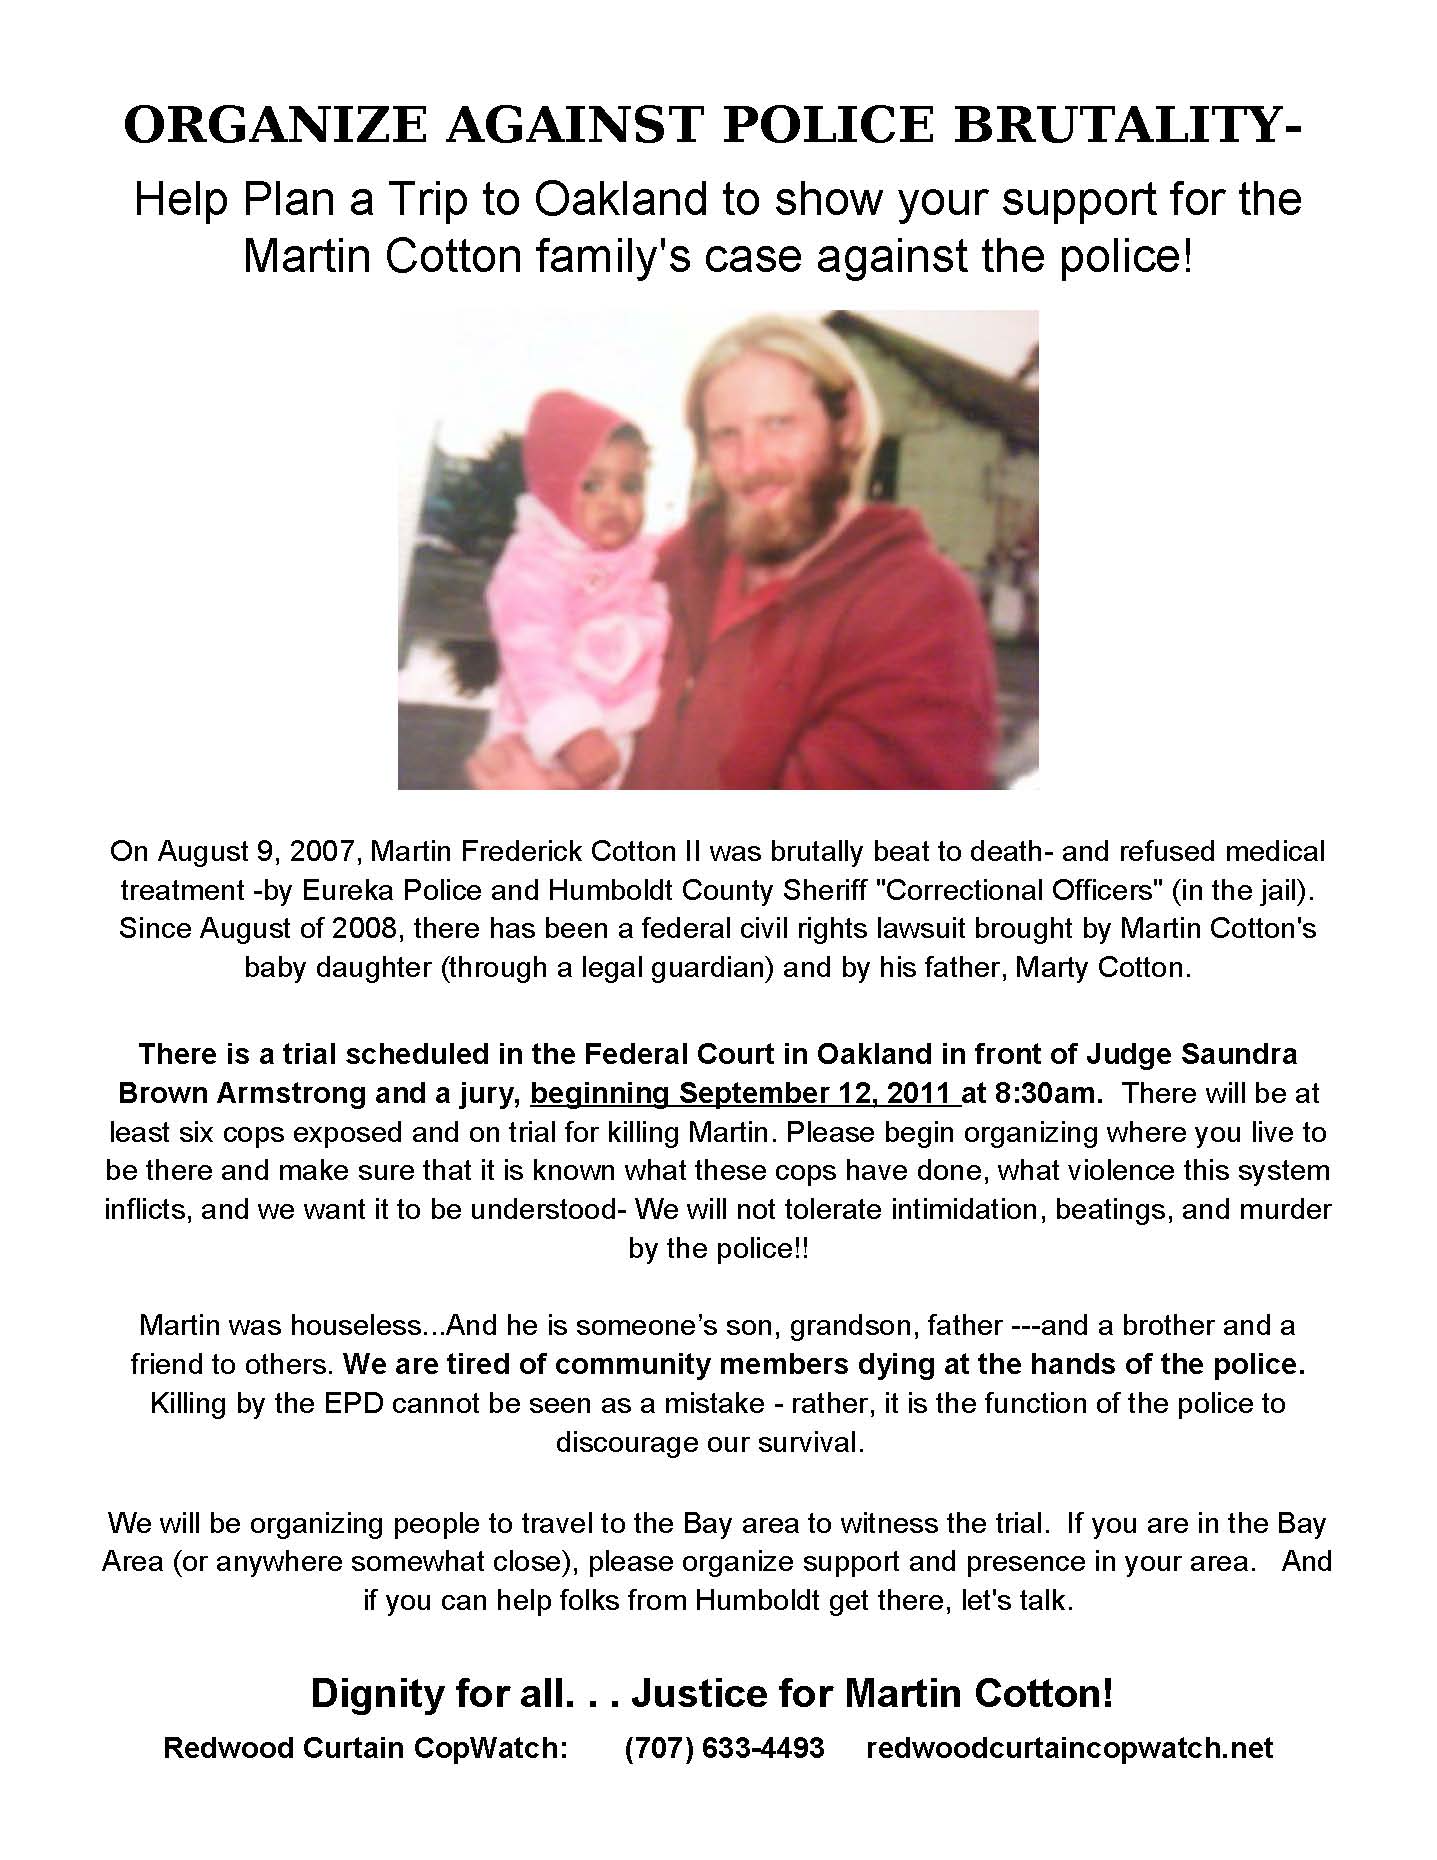 ORGANIZE AGAINST POLICE BRUTALITY-
Help Plan a Trip to Oakland to show your support for the
Martin Cotton family's case against the police!
On August 9, 2007, Martin Frederick Cotton II was brutally beat to death- and refused medical
treatment -by Eureka Police and Humboldt County Sheriff "Correctional Officers" (in the jail).
Since August of 2008, there has been a federal civil rights lawsuit brought by Martin Cotton's
baby daughter (through a legal guardian) and by his father, Marty Cotton.
There is a trial scheduled in the Federal Court in Oakland in front of Judge Saundra
Brown Armstrong and a jury, beginning September 12, 2011 at 8:30am.  There will be at
least six cops exposed and on trial for killing Martin. Please begin organizing where you live to
be there and make sure that it is known what these cops have done, what violence this system
inflicts, and we want it to be understood- We will not tolerate intimidation, beatings, and murder
by the police!!
Martin was houseless...And he is someone’s son, grandson, father ---and a brother and a
friend to others. We are tired of community members dying at the hands of the police.
Killing by the EPD cannot be seen as a mistake - rather, it is the function of the police to
discourage our survival.
We will be organizing people to travel to the Bay area to witness the trial.  If you are in the Bay
Area (or anywhere somewhat close), please organize support and presence in your area.   And
if you can help folks from Humboldt get there, let's talk.
Dignity for all. . . Justice for Martin Cotton!
Redwood Curtain CopWatch:       (707) 633-4493     redwoodcurtaincopwatch.net